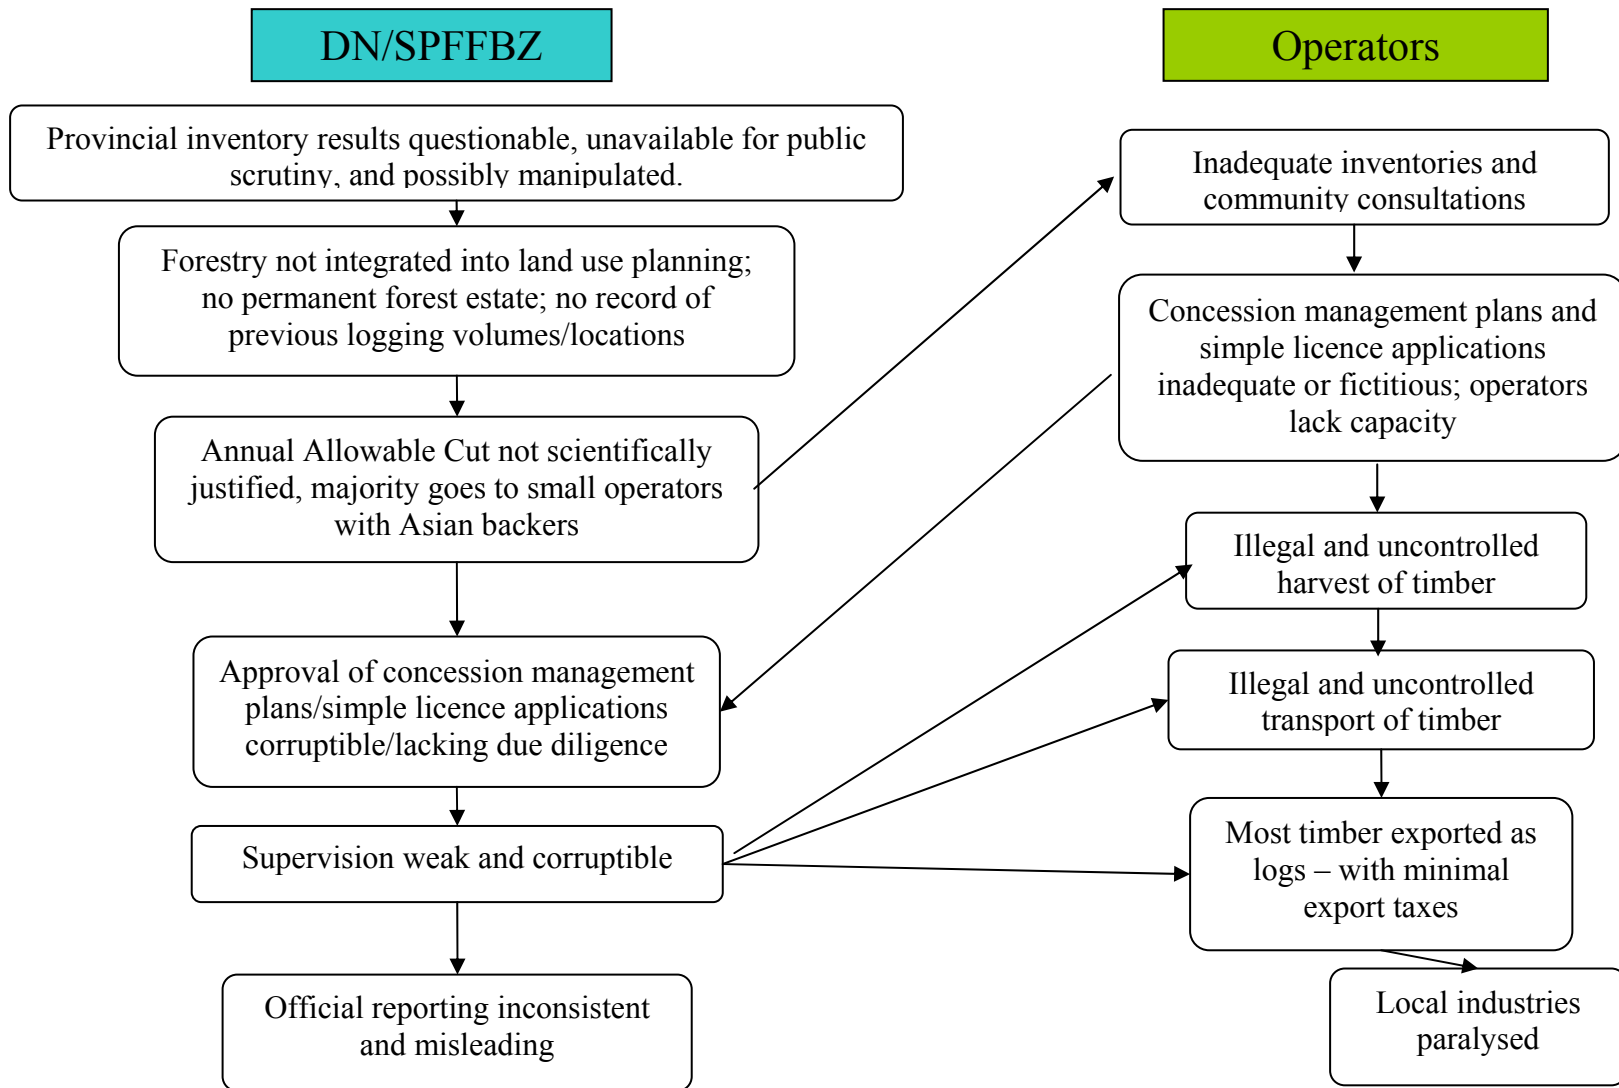 DN/SPFFBZ
Provincial inventory results questionable, unavailable for public
scrutiny, and possibly manipulated.
Forestry not integrated into land use planning;
no permanent forest estate; no record of
previous logging volumes/locations
Annual Allowable Cut not scientifically
justified, majority goes to small operators
with Asian backers
Approval of concession management
plans/simple licence applications
corruptible/lacking due diligence
Supervision weak and corruptible
Official reporting inconsistent
and misleading
Operators
Inadequate inventories and
community consultations
Concession management plans and
simple licence applications
inadequate or fictitious; operators
lack capacity
Illegal and uncontrolled
harvest of timber
Illegal and uncontrolled
transport of timber
Most timber exported as
logs – with minimal
export taxes
Local industries
paralysed